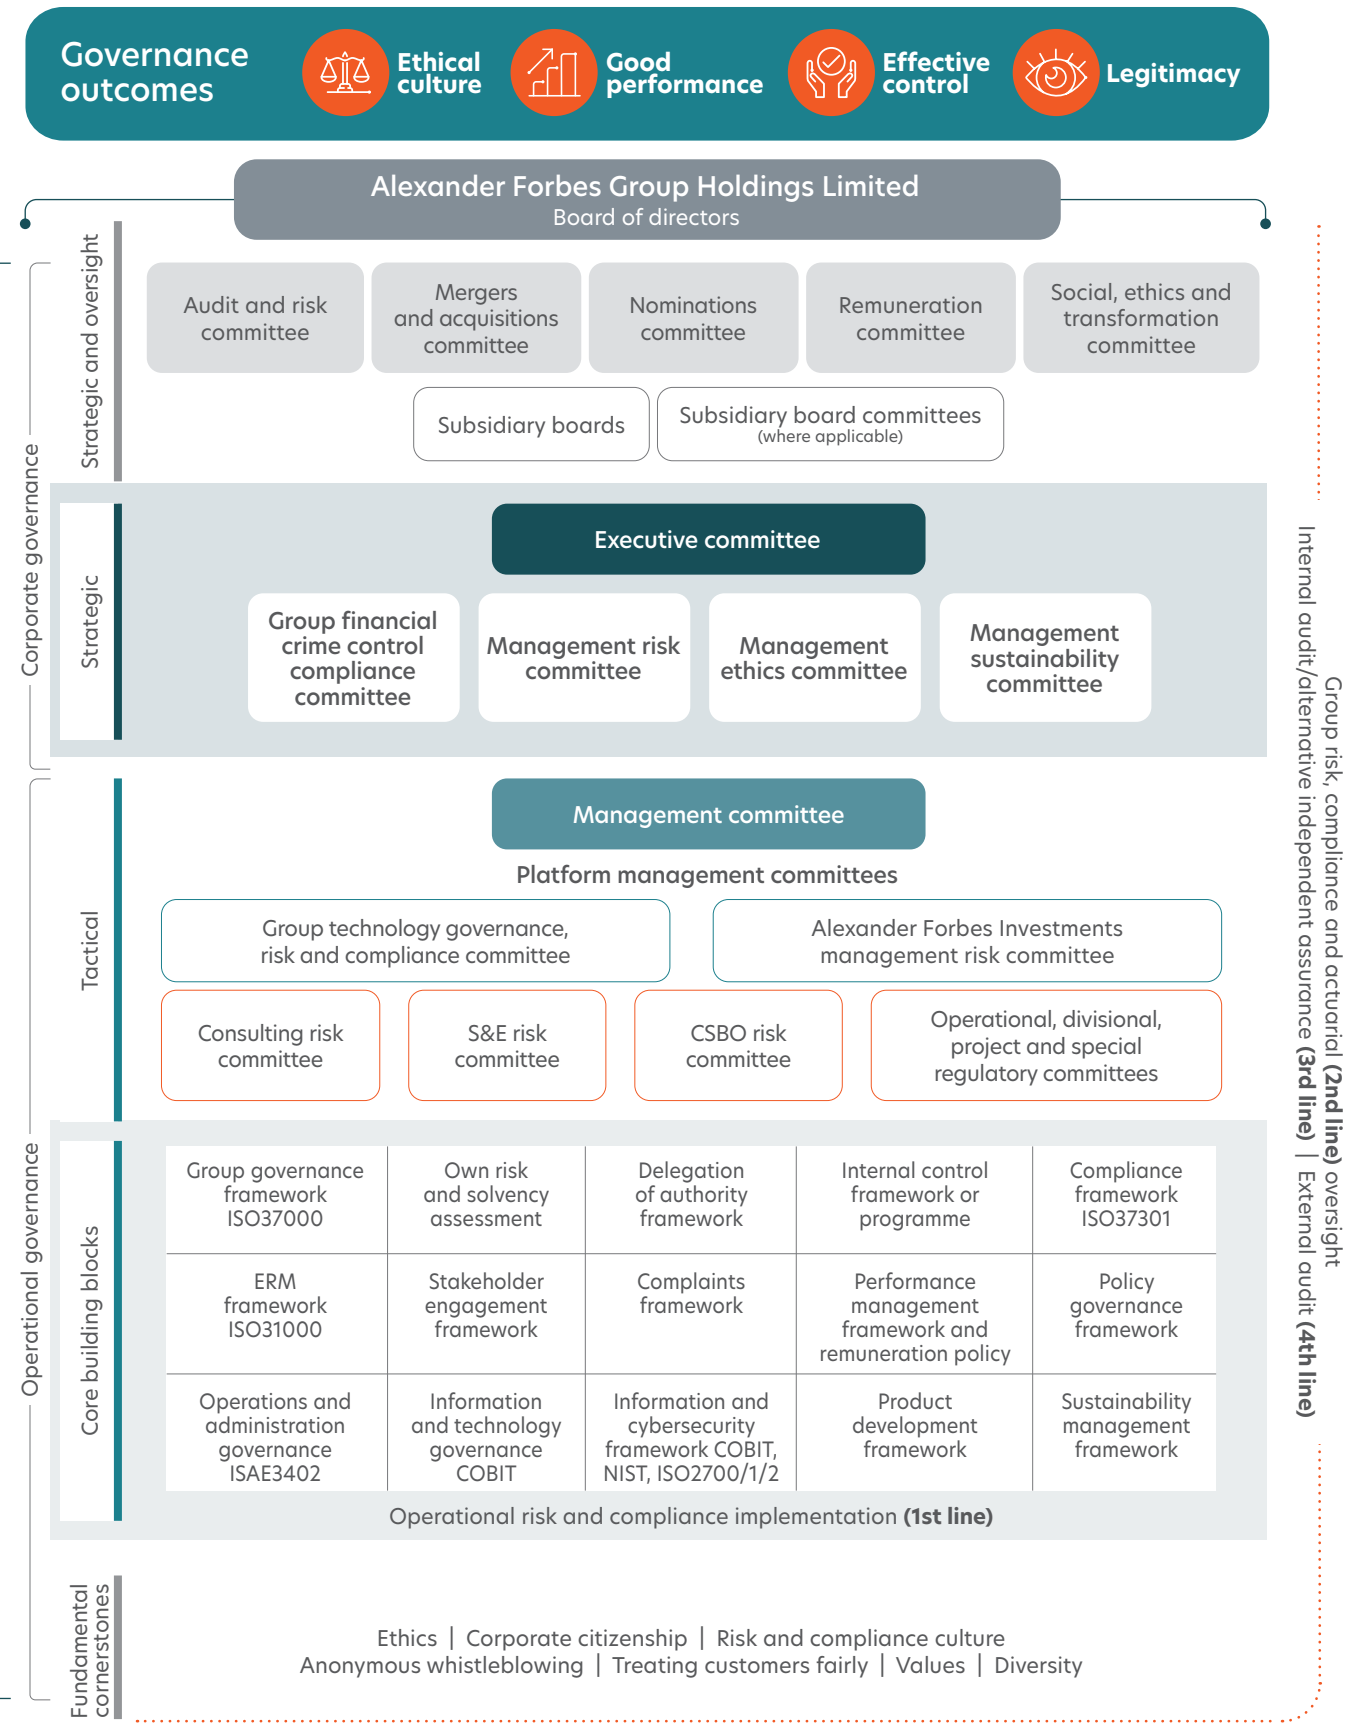 Governance
outcomes
Ethical
culture
Good
performance
Effective
control
Legitimacy
Alexander Forbes Group Holdings Limited
Board of directors
Corporate governance
Strategic and oversight
Audit and risk
committee
Mergers
and acquisitions
committee
Nominations
committee
Remuneration
committee
Social, ethics and
transformation
committee
Subsidiary boards
Subsidiary board committees
(where applicable)
Strategic
Executive committee
Group financial
crime control
compliance
committee
Management risk
committee
Management
ethics committee
Management
sustainability
committee
Operational governance
Tactical
Management committee
Platform management committees
Group technology governance,
risk and compliance committee
Alexander Forbes Investments
management risk committee
Consulting risk
committee
S&E risk
committee
CSBO risk
committee
Operational, divisional,
project and special
regulatory committees
Core building blocks
Group governance
framework
ISO37000
Own risk
and solvency
assessment
Delegation
of authority
framework
Internal control
framework or
programme
Compliance
framework
ISO37301
ERM
framework
ISO31000
Stakeholder
engagement
framework
Complaints
framework
Performance
management
framework and
remuneration policy
Policy
governance
framework
Operations and
administration
governance
ISAE3402
Information
and technology
governance
COBIT
Information and
cybersecurity
framework COBIT,
NIST, ISO2700/1/2
Product
development
framework
Sustainability
management
framework
Operational risk and compliance implementation (1st line)
Fundamental
cornerstones
Ethics | Corporate citizenship | Risk and compliance culture
Anonymous whistleblowing | Treating customers fairly | Values | Diversity
Group risk, compliance and actuarial (2nd line) oversight
Internal audit/alternative independent assurance (3rd line) | External audit (4th line)